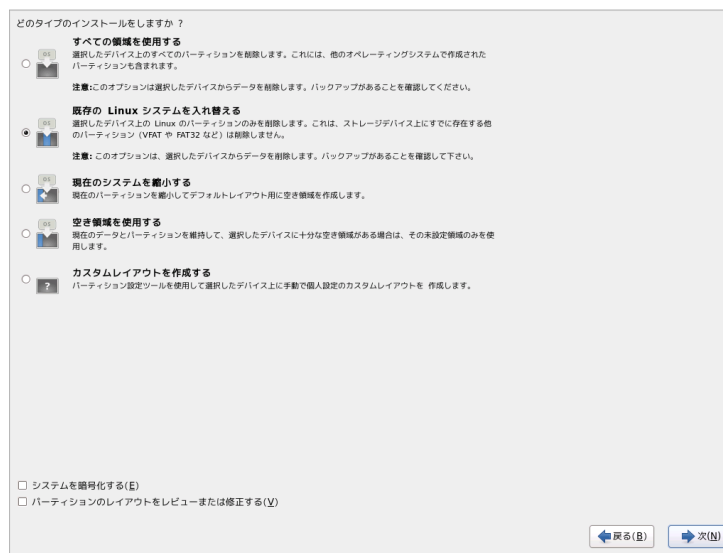 どのタイプのインストールをしますか ?
すべての領域を使用する
選択したデバイス上のすべてのパーティションを削除します。これには、他のオペレーティングシステムで作成された
パーティションも含まれます。
注意:このオプションは選択したデバイスからデータを削除します。バックアップがあることを確認してください。
既存の Linux システムを入れ替える
選択したデバイス上の Linux のパーティションのみを削除します。これは、ストレージデバイス上にすでに存在する他
のパーティション (VFAT や FAT32 など) は削除しません。
注意: このオプションは、選択したデバイスからデータを削除します。バックアップがあることを確認して下さい。
現在のシステムを縮小する
現在のパーティションを縮小してデフォルトレイアウト用に空き領域を作成します。
空き領域を使用する
現在のデータとパーティションを維持して、選択したデバイスに十分な空き領域がある場合は、その未設定領域のみを使
用します。
カスタムレイアウトを作成する
パーティション設定ツールを使用して選択したデバイス上に手動で個人設定のカスタムレイアウトを 作成します。
OS
OS
OS
OS
?
システムを暗号化する(E)
パーティションのレイアウトをレビューまたは修正する(V)
戻る(B)
次(N)